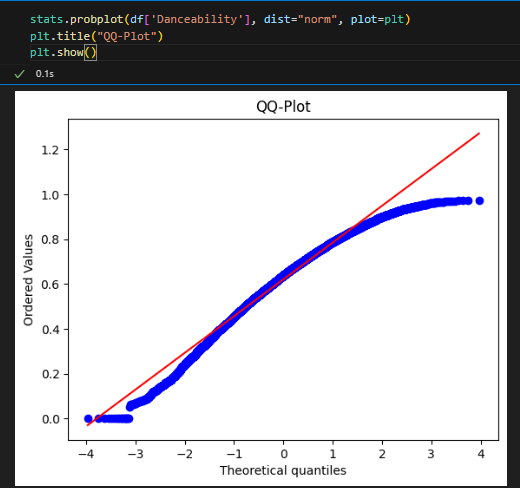 stats.probplot(df['Danceability'], dist="norm", plot=plt)
plt.title("QQ-Plot")
plt.show()
0.1s
QQ-Plot
1.2
1.0
0.8
0.6
0.4
0.2
0.0
Ordered Values
−4 −3 −2 −1 0 1 2 3 4
Theoretical quantiles